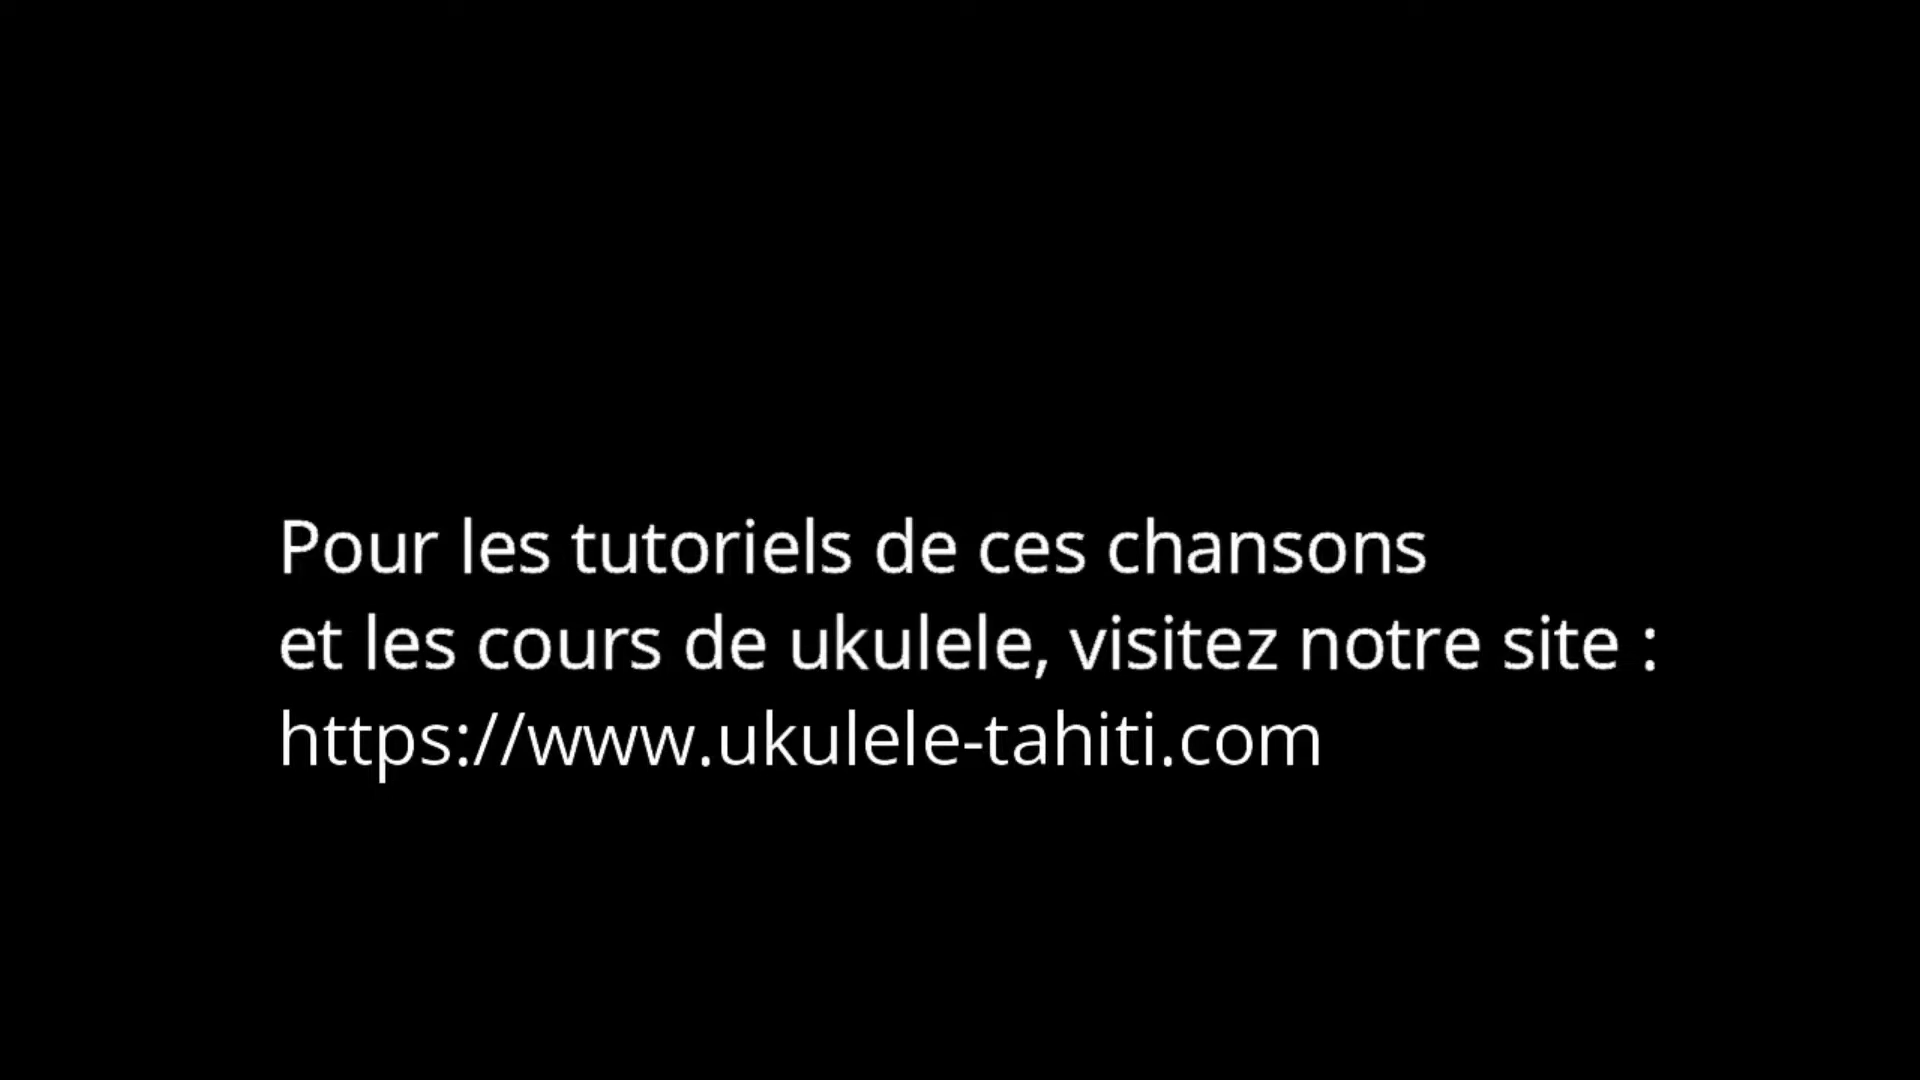 Pour les tutoriels de ces chansons
et les cours de ukulele, visitez notre site :
https://www.ukulele-tahiti.com